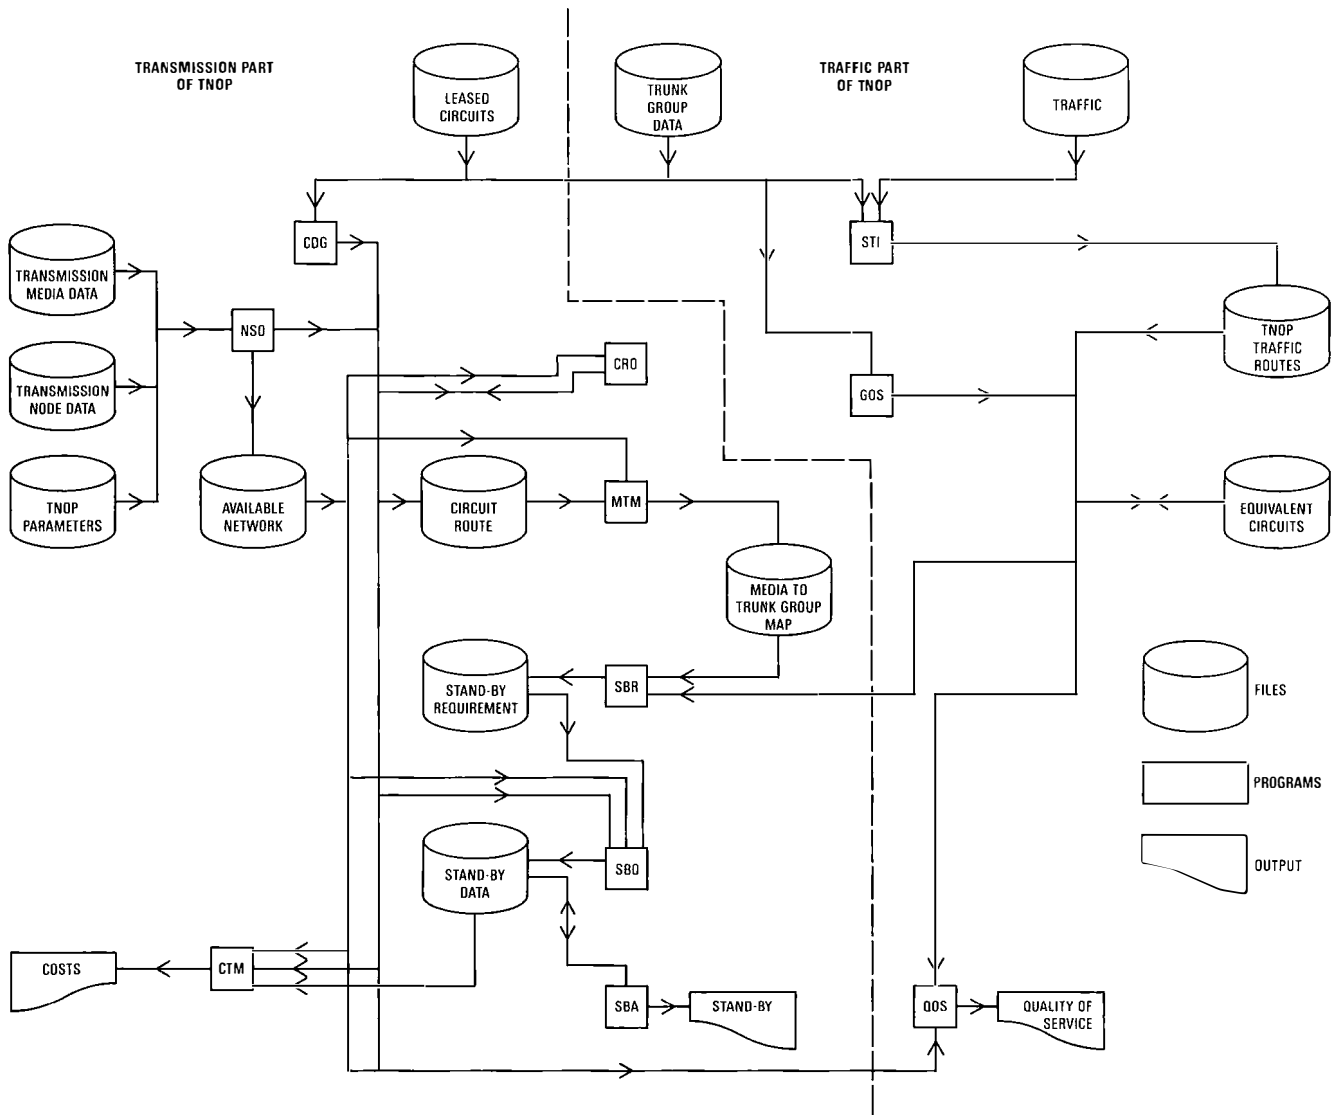 TRANSMISSION PART
OF TNOP
LEASED
CIRCUITS
TRUNK
GROUP
DATA
TRAFFIC PART
OF TNOP
TRAFFIC
CDG
STI
TRANSMISSION
MEDIA DATA
NSO
CRO
TNOP
TRAFFIC
ROUTES
TRANSMISSION
NODE DATA
GOS
TNOP
PARAMETERS
AVAILABLE
NETWORK
CIRCUIT
ROUTE
MTM
EQUIVALENT
CIRCUITS
MEDIA TO
TRUNK GROUP
MAP
STAND-BY
REQUIREMENT
SBR
FILES
PROGRAMS
STAND-BY
DATA
SBO
OUTPUT
COSTS
CTM
SBA
STAND-BY
QOS
QUALITY OF
SERVICE